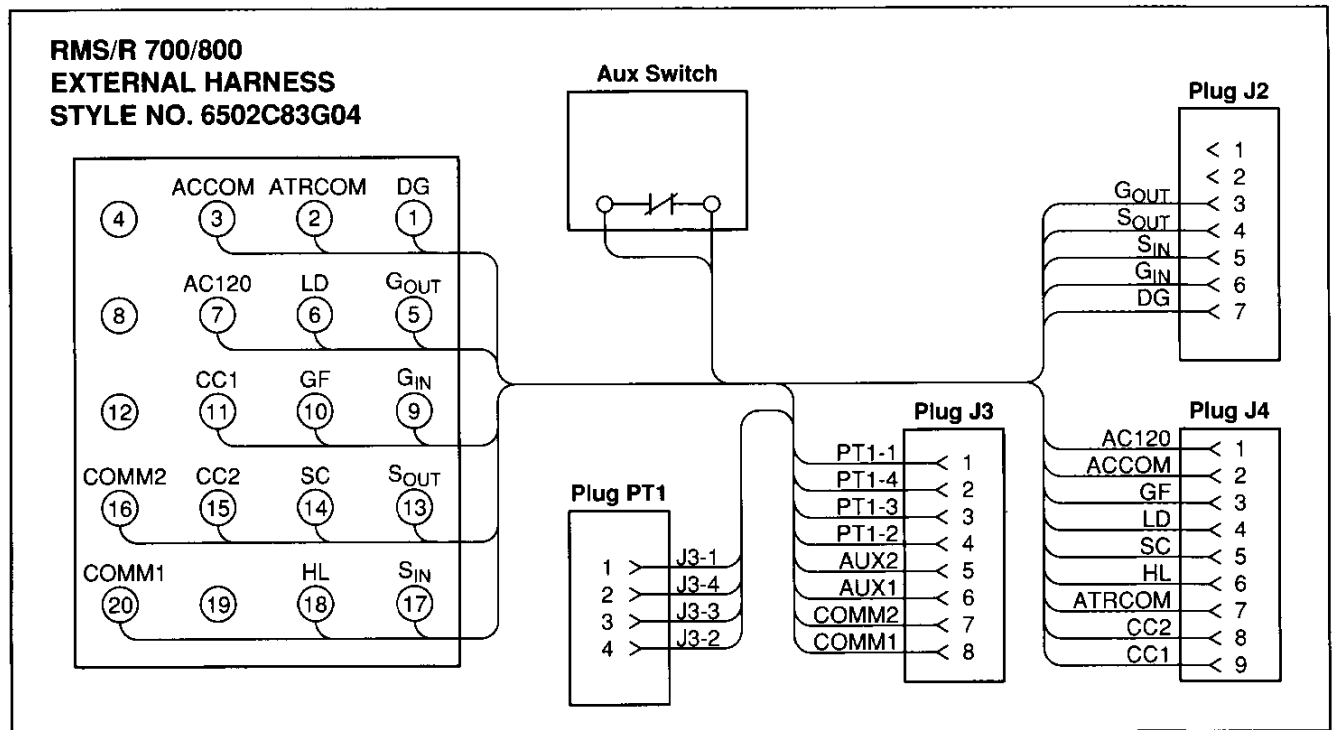 RMS/R 700/800
EXTERNAL HARNESS
STYLE NO. 6502C83G04
Aux Switch
Plug J2
ACCOM ATRCOM DG
4 3 2 1
AC120 LD GOUT
8 7 6 5
CC1 GF GIN
12 11 10 9
COMM2 CC2 SC SOUT
16 15 14 13
COMM1 HL SIN
20 19 18 17
1
2
GOUT 3
SOUT 4
SIN 5
GIN 6
DG 7
Plug PT1
1 J3-1
2 J3-4
3 J3-3
4 J3-2
Plug J3
PT1-1 1
PT1-4 2
PT1-3 3
PT1-2 4
AUX2 5
AUX1 6
COMM2 7
COMM1 8
Plug J4
AC120 1
ACCOM 2
GF 3
LD 4
SC 5
HL 6
ATRCOM 7
CC2 8
CC1 9